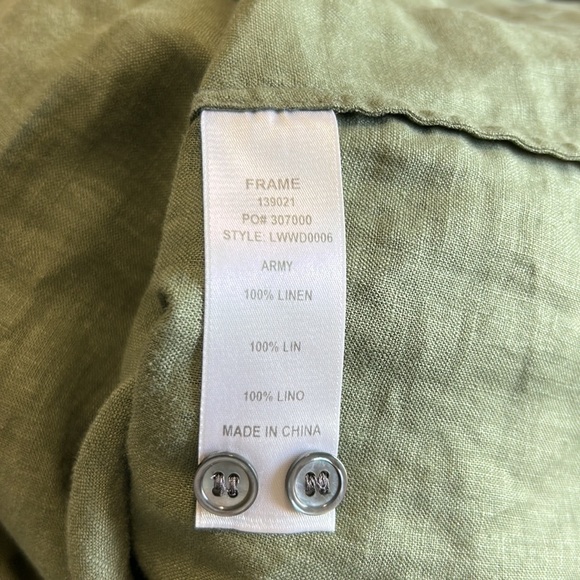 FRAME
139021
PO# 307000
STYLE: LWWD0006
ARMY
100% LINEN
100% LIN
100% LINO
MADE IN CHINA